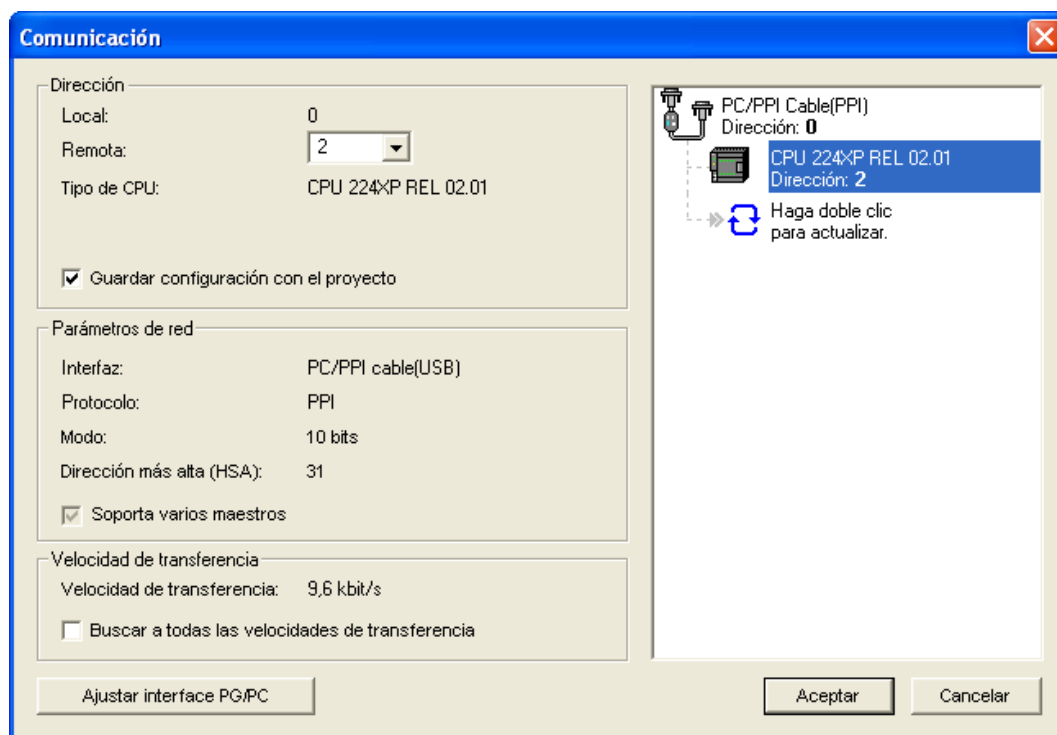 Comunicación
Dirección
Local: 0
Remota: 2
Tipo de CPU: CPU 224XP REL 02.01
Guardar configuración con el proyecto
Parámetros de red
Interfaz: PC/PPI cable(USB)
Protocolo: PPI
Modo: 10 bits
Dirección más alta (HSA): 31
Soporta varios maestros
Velocidad de transferencia
Velocidad de transferencia: 9,6 kbit/s
Buscar a todas las velocidades de transferencia
PC/PPI Cable(PPI)
Dirección: 0
CPU 224XP REL 02.01
Dirección: 2
Haga doble clic
para actualizar.
Ajustar interface PG/PC
Aceptar
Cancelar